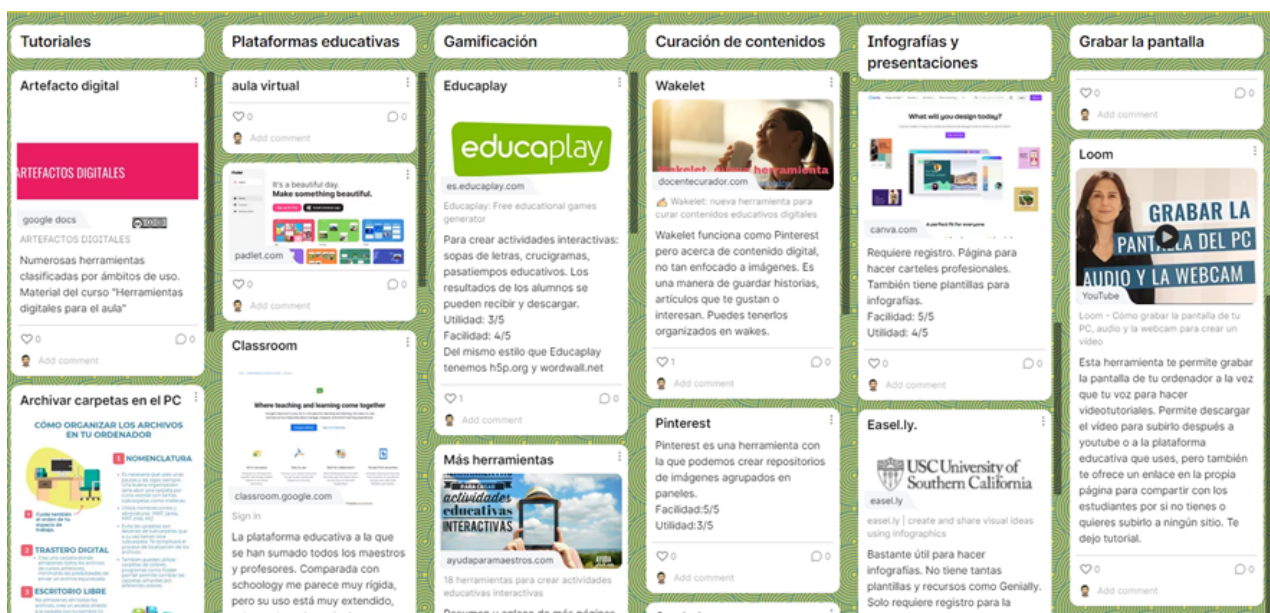 Tutoriales
Artefacto digital
ARTEFACTOS DIGITALES
google docs
ARTEFACTOS DIGITALES
Numerosas herramientas
clasificadas por ámbitos de uso.
Material del curso "Herramientas
digitales para el aula"
0
0
Add comment
Archivar carpetas en el PC
CÓMO ORGANIZAR LOS ARCHIVOS
EN TU ORDENADOR
1 NOMENCLATURA
2 TRASTERO DIGITAL
3 ESCRITORIO LIBRE
Plataformas educativas
aula virtual
0
0
Add comment
It's a beautiful day.
Make something beautiful.
padlet.com
0
0
Add comment
Classroom
Where teaching and learning come together
classroom.google.com
Sign in
La plataforma educativa a la que
se han sumado todos los maestros
y profesores. Comparada con
schoology me parece muy rígida,
pero su uso está muy extendido,
Gamificación
Educaplay
educaplay
es.educaplay.com
Educaplay: Free educational games
generator
Para crear actividades interactivas:
sopas de letras, crucigramas,
pasatiempos educativos. Los
resultados de los alumnos se
pueden recibir y descargar.
Utilidad: 3/5
Facilidad: 4/5
Del mismo estilo que Educaplay
tenemos h5p.org y wordwall.net
1
0
Add comment
Más herramientas
PARA CREAR
actividades
educativas
INTERACTIVAS
ayudaparamaestros.com
18 herramientas para crear actividades
educativas interactivas
Curación de contenidos
Wakelet
docentecurador.com
✍ Wakelet: nueva herramienta para
curar contenidos educativos digitales
Wakelet funciona como Pinterest
pero acerca de contenido digital,
no tan enfocado a imágenes. Es
una manera de guardar historias,
artículos que te gustan o
interesan. Puedes tenerlos
organizados en wakes.
1
0
Add comment
Pinterest
Pinterest es una herramienta con
la que podemos crear repositorios
de imágenes agrupados en
paneles.
Facilidad:5/5
Utilidad:3/5
0
0
Add comment
Infografías y
presentaciones
What will you design today?
A perfect fit for everyone
canva.com
Requiere registro. Página para
hacer carteles profesionales.
También tiene plantillas para
infografías.
Facilidad: 5/5
Utilidad: 4/5
0
0
Add comment
Easel.ly.
USC University of
Southern California
easel.ly
easel.ly | create and share visual ideas
using infographics
Bastante útil para hacer
infografías. No tiene tantas
plantillas y recursos como Genially.
Solo requiere registro para la
Grabar la pantalla
0
0
Add comment
Loom
GRABAR LA
PANTALLA DEL PC
AUDIO Y LA WEBCAM
YouTube
Loom - Cómo grabar la pantalla de tu
PC, audio y la webcam para crear un
vídeo
Esta herramienta te permite grabar
la pantalla de tu ordenador a la vez
que tu voz para hacer
videotutoriales. Permite descargar
el vídeo para subirlo después a
youtube o a la plataforma
educativa que uses, pero también
te ofrece un enlace en la propia
página para compartir con los
estudiantes por si no tienes o
quieres subirlo a ningún sitio. Te
dejo tutorial.
0
0
Add comment